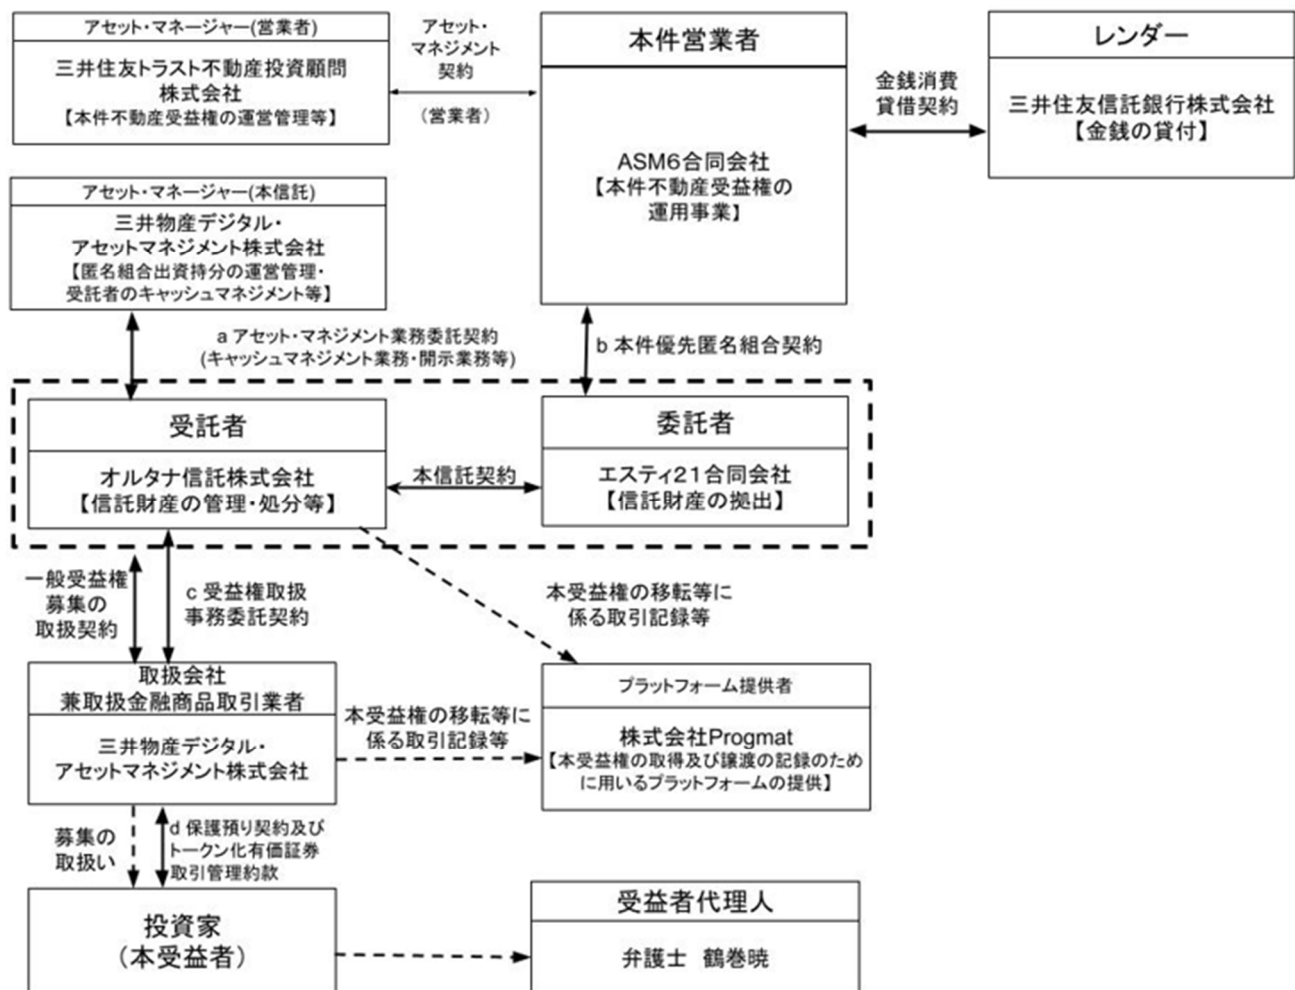 アセット・マネージャー(営業者)
三井住友トラスト不動産投資顧問
株式会社
【本件不動産受益権の運営管理等】
アセット・
マネジメント
契約
（営業者）
本件営業者
ASM6合同会社
【本件不動産受益権の
運用事業】
金銭消費
貸借契約
レンダー
三井住友信託銀行株式会社
【金銭の貸付】
アセット・マネージャー(本信託)
三井物産デジタル・
アセットマネジメント株式会社
【匿名組合出資持分の運営管理・
受託者のキャッシュマネジメント等】
a アセット・マネジメント業務委託契約
(キャッシュマネジメント業務・開示業務等)
b 本件優先匿名組合契約
受託者
オルタナ信託株式会社
【信託財産の管理・処分等】
本信託契約
委託者
エスティ21合同会社
【信託財産の拠出】
一般受益権
募集の
取扱契約
c 受益権取扱
事務委託契約
本受益権の移転等に
係る取引記録等
取扱会社
兼取扱金融商品取引業者
三井物産デジタル・
アセットマネジメント株式会社
本受益権の移転等に
係る取引記録等
プラットフォーム提供者
株式会社Progmat
【本受益権の取得及び譲渡の記録のため
に用いるプラットフォームの提供】
募集の
取扱い
d 保護預り契約及び
トークン化有価証券
取引管理約款
投資家
（本受益者）
受益者代理人
弁護士　鶴巻暁